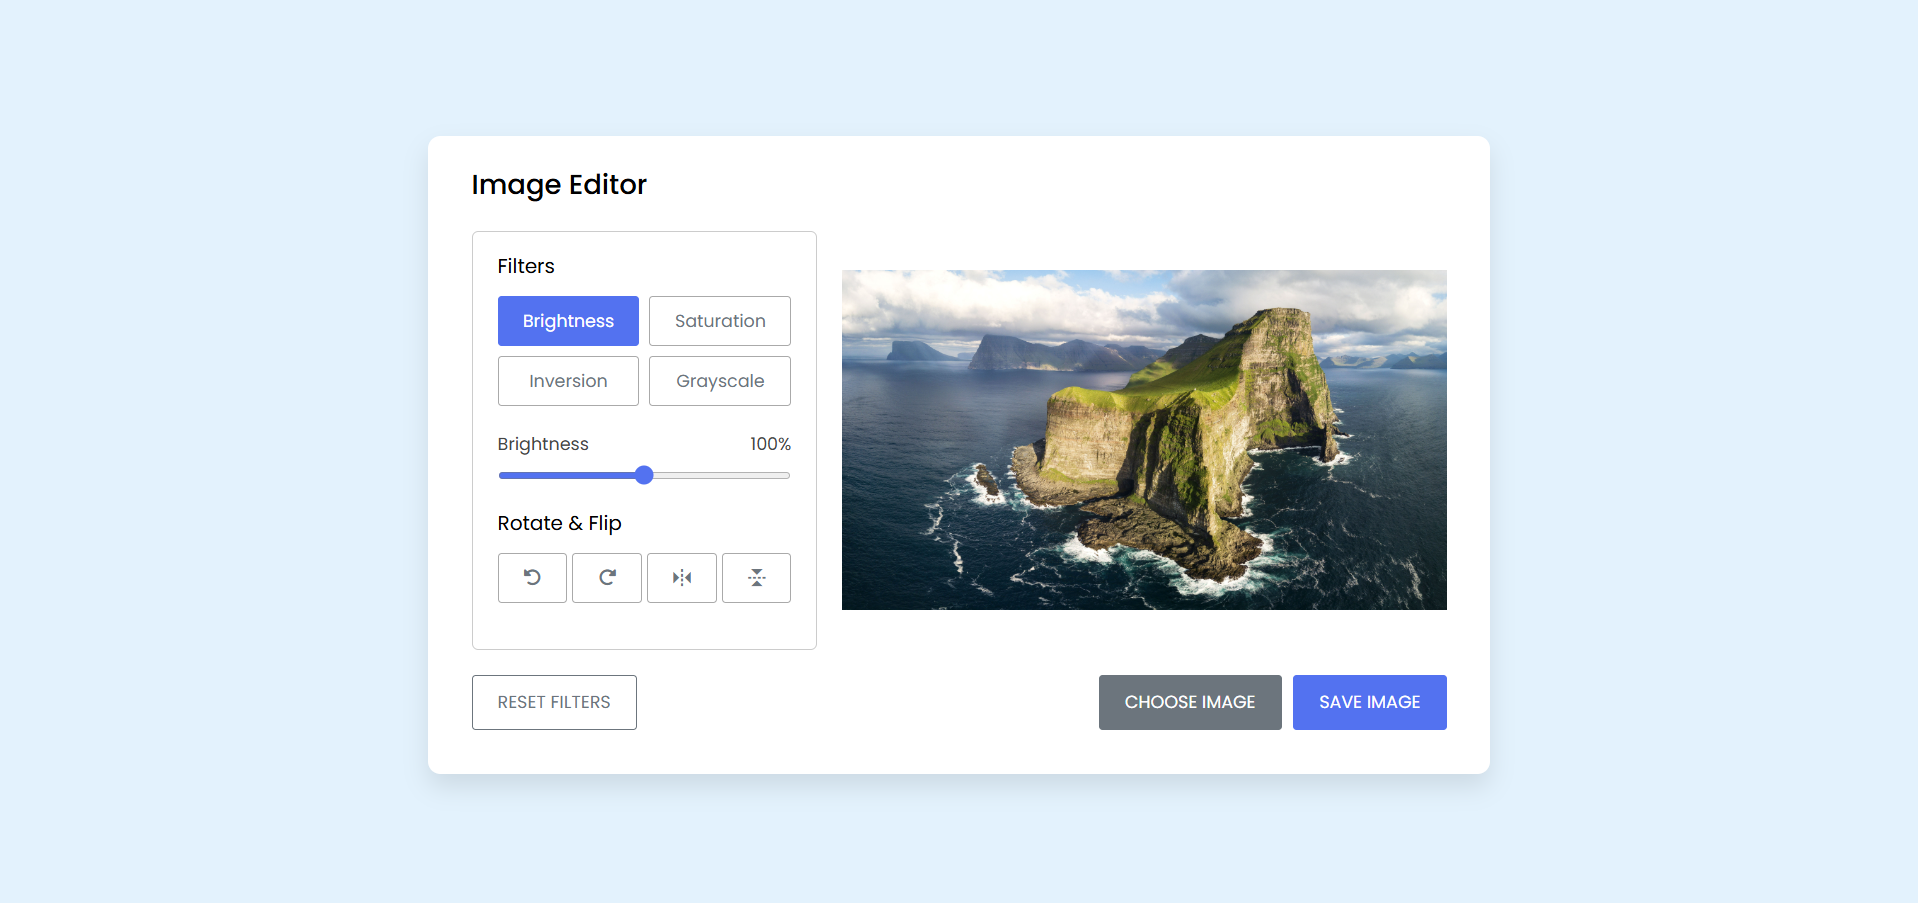 Image Editor
Filters
Brightness
Saturation
Inversion
Grayscale
Brightness 100%
Rotate & Flip
RESET FILTERS
CHOOSE IMAGE
SAVE IMAGE